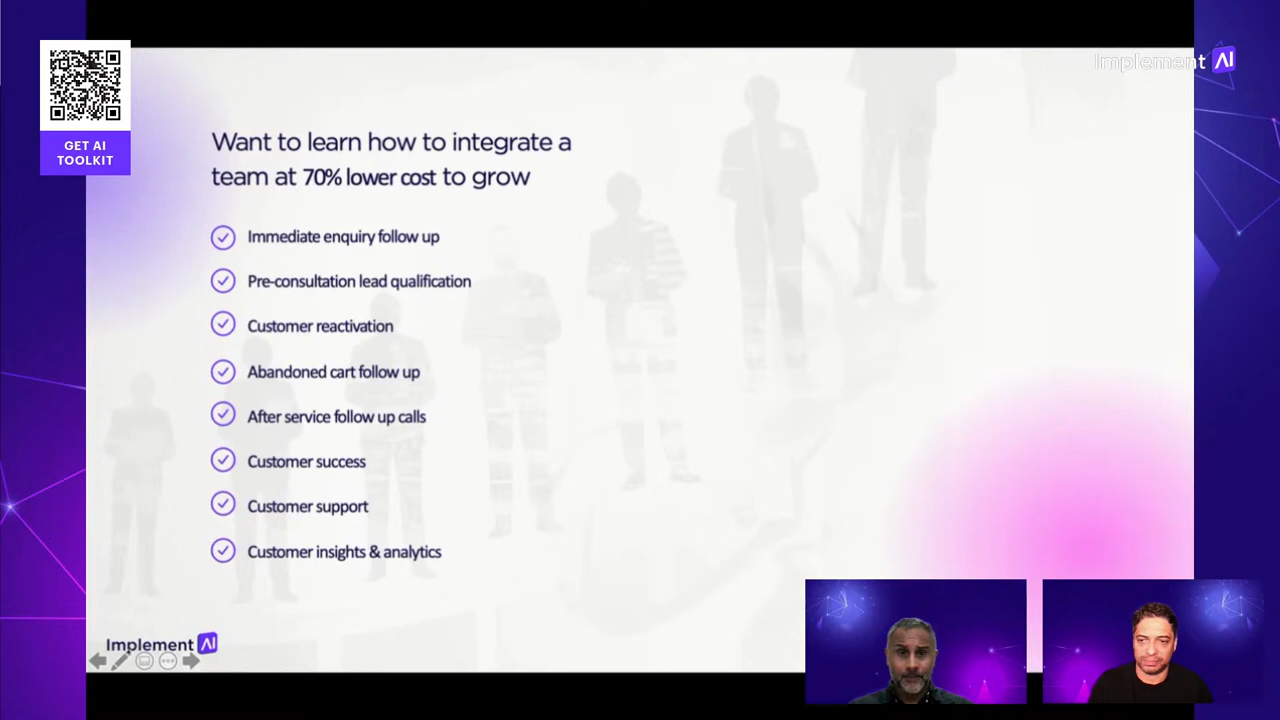 GET AI
TOOLKIT
Implement AI
Want to learn how to integrate a
team at 70% lower cost to grow
Immediate enquiry follow up
Pre-consultation lead qualification
Customer reactivation
Abandoned cart follow up
After service follow up calls
Customer success
Customer support
Customer insights & analytics
Implement AI